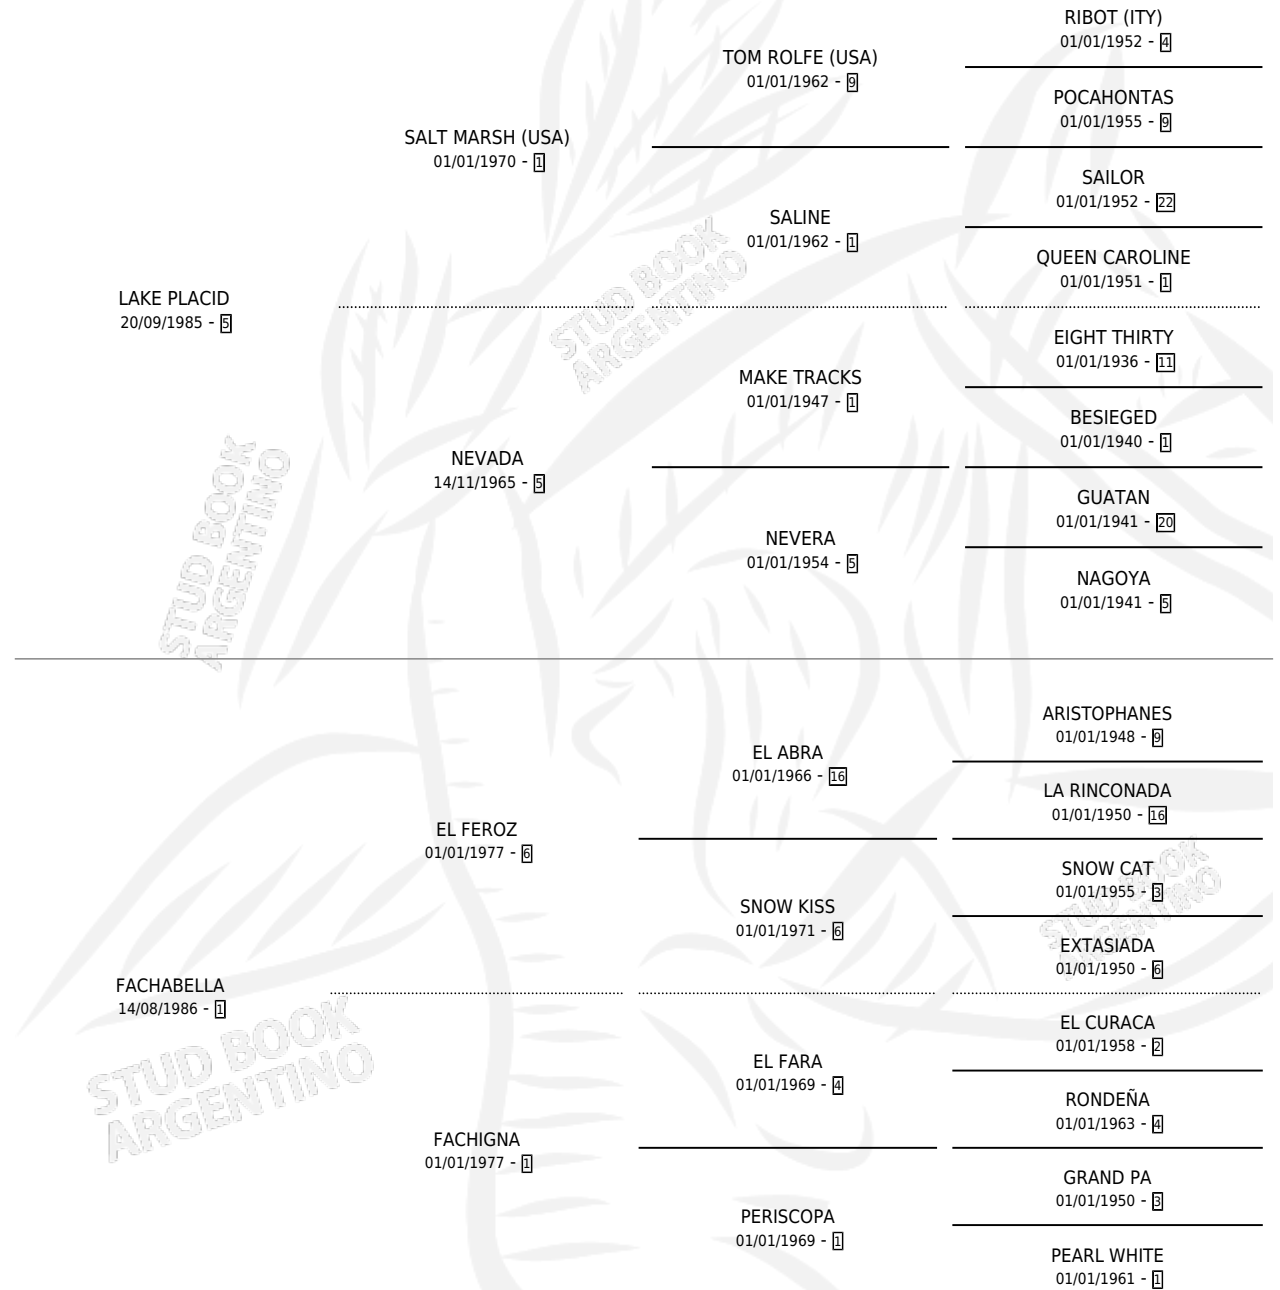 RIBOT (ITY)
01/01/1952 - 4
TOM ROLFE (USA)
01/01/1962 - 9
POCAHONTAS
01/01/1955 - 9
SALT MARSH (USA)
01/01/1970 - 1
SAILOR
01/01/1952 - 22
SALINE
01/01/1962 - 1
QUEEN CAROLINE
01/01/1951 - 1
LAKE PLACID
20/09/1985 - 5
EIGHT THIRTY
01/01/1936 - 11
MAKE TRACKS
01/01/1947 - 1
BESIEGED
01/01/1940 - 1
NEVADA
14/11/1965 - 5
GUATAN
01/01/1941 - 20
NEVERA
01/01/1954 - 5
NAGOYA
01/01/1941 - 5
STUD BOOK
ARGENTINO
STUD BOOK
ARGENTINO
ARISTOPHANES
01/01/1948 - 9
EL ABRA
01/01/1966 - 16
LA RINCONADA
01/01/1950 - 16
EL FEROZ
01/01/1977 - 6
SNOW CAT
01/01/1955 - 3
SNOW KISS
01/01/1971 - 6
EXTASIADA
01/01/1950 - 6
FACHABELLA
14/08/1986 - 1
EL CURACA
01/01/1958 - 2
EL FARA
01/01/1969 - 4
RONDEÑA
01/01/1963 - 4
FACHIGNA
01/01/1977 - 1
GRAND PA
01/01/1950 - 3
PERISCOPA
01/01/1969 - 1
PEARL WHITE
01/01/1961 - 1
STUD BOOK
ARGENTINO
STUD BOOK
ARGENTINO